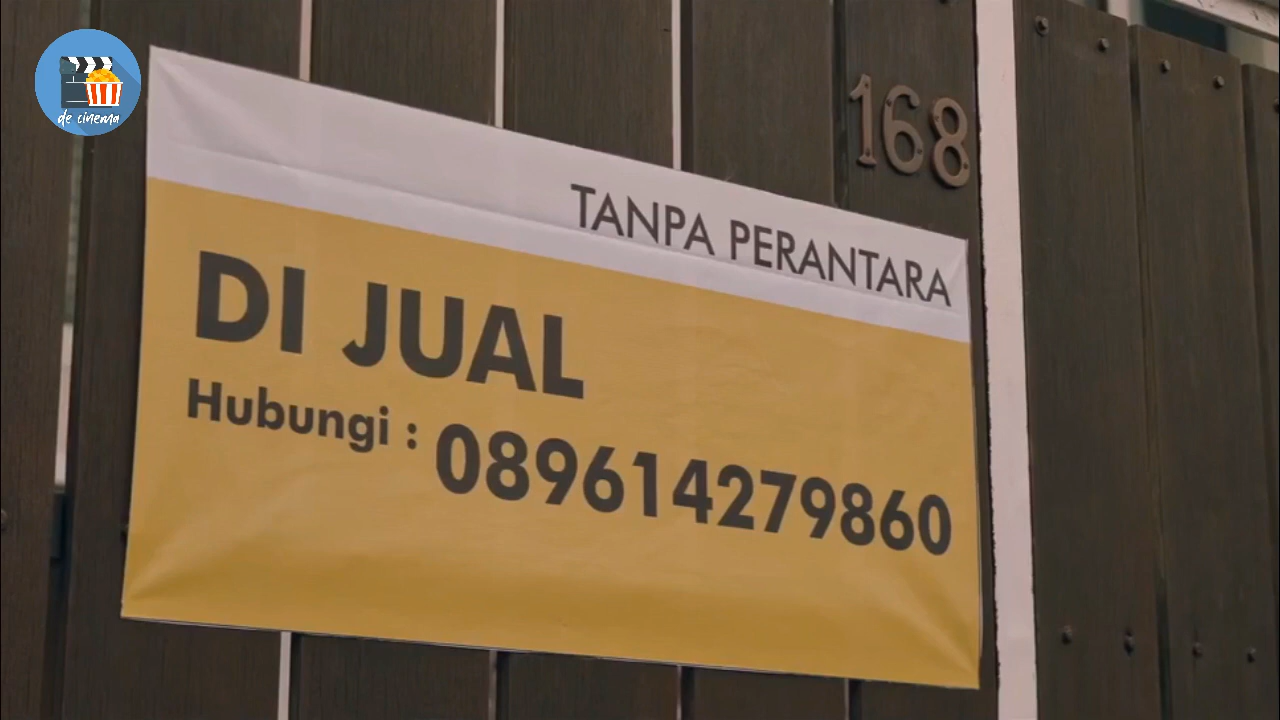 de cinema
168
TANPA PERANTARA
DI JUAL
Hubungi : 089614279860